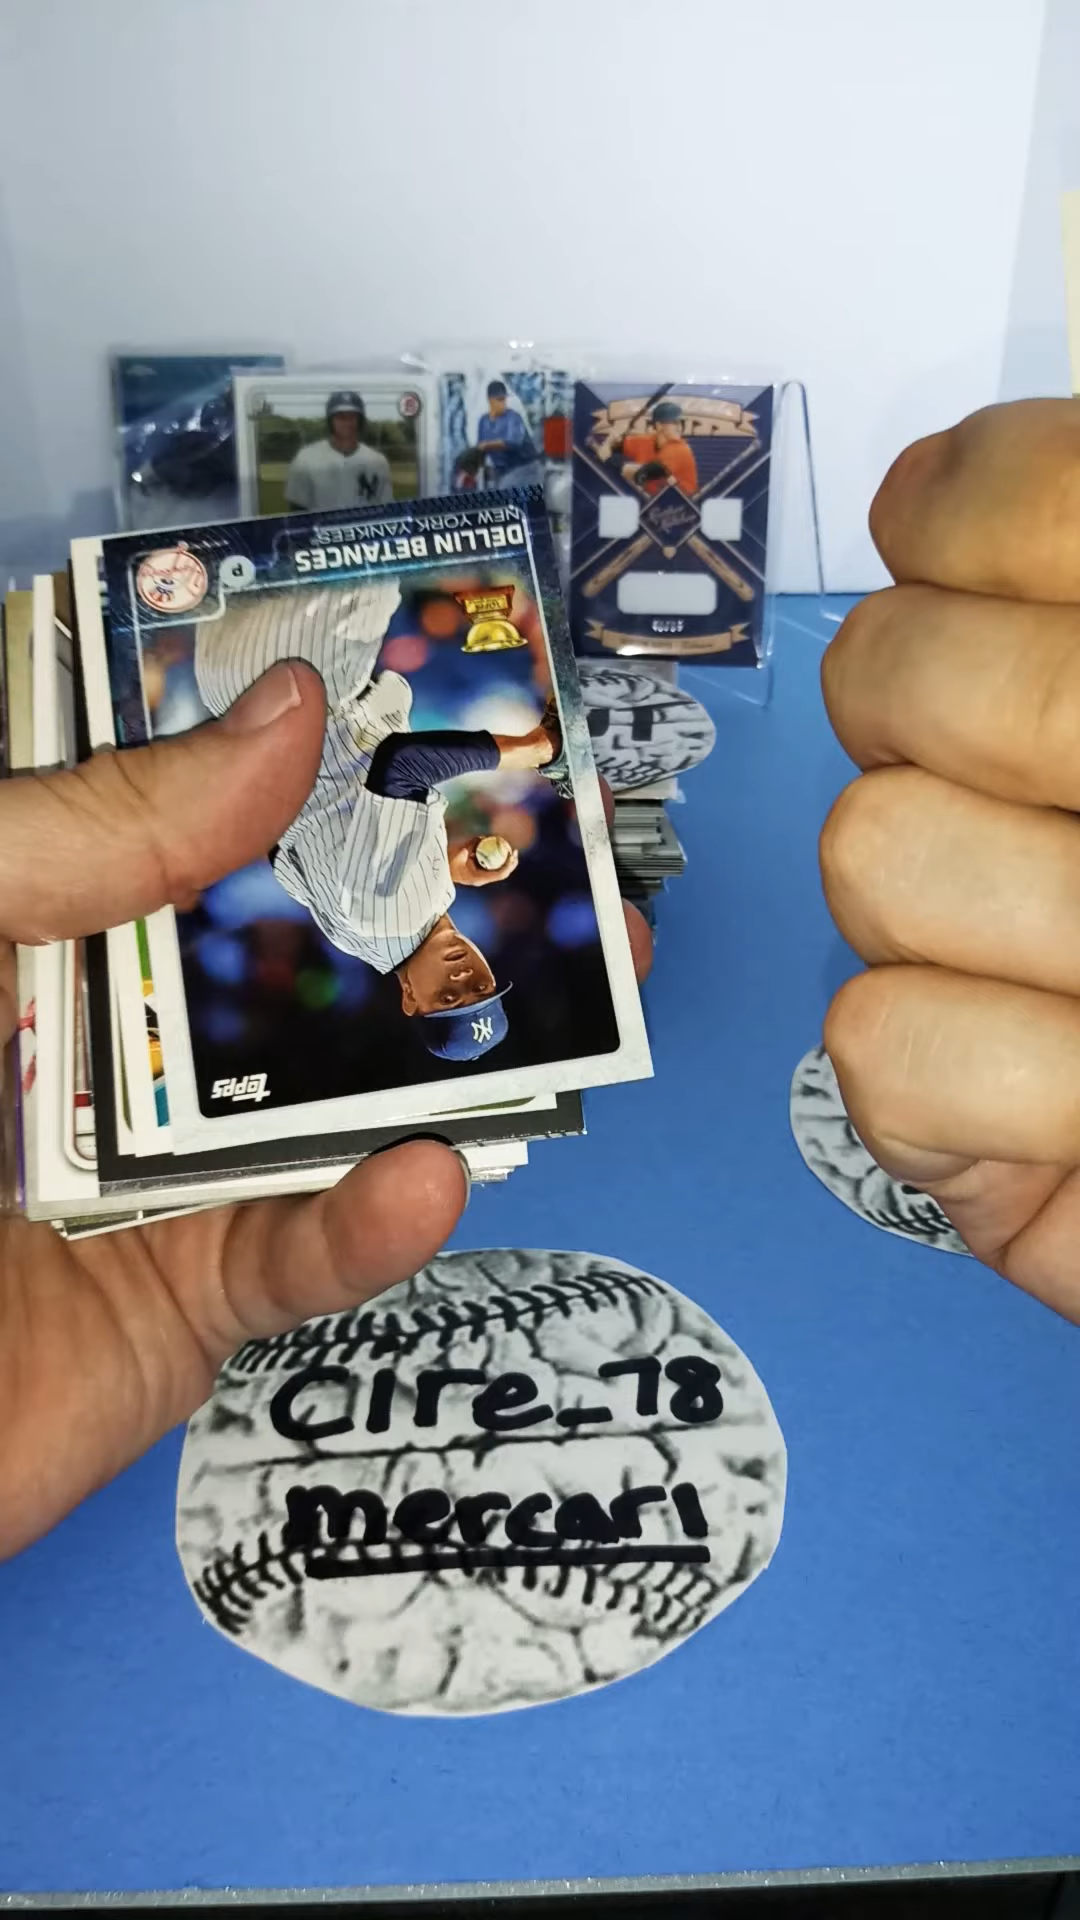 DELLIN BETANCES
NEW YORK YANKEES
P
topps
Cire_78
mercari